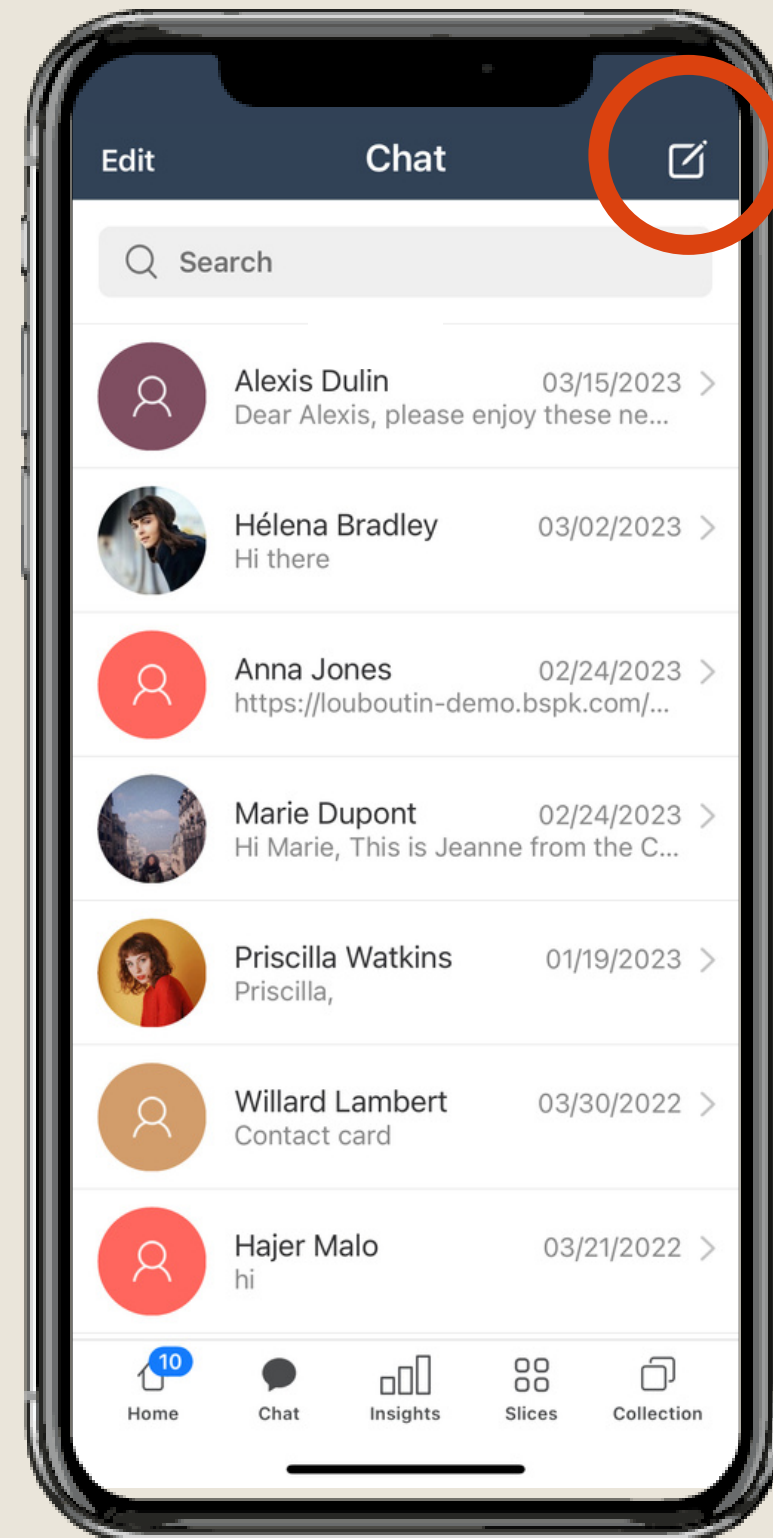 Edit
Chat
Search
Alexis Dulin 03/15/2023
Dear Alexis, please enjoy these ne...
Hélena Bradley 03/02/2023
Hi there
Anna Jones 02/24/2023
https://louboutin-demo.bspk.com/...
Marie Dupont 02/24/2023
Hi Marie, This is Jeanne from the C...
Priscilla Watkins 01/19/2023
Priscilla,
Willard Lambert 03/30/2022
Contact card
Hajer Malo 03/21/2022
hi
10
Home Chat Insights Slices Collection